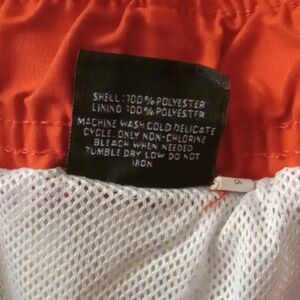 SHELL:100%POLYESTER
LINING 100%POLYESTER
MACHINE WASH COLD DELICATE
CYCLE. ONLY NON-CHLORINE
BLEACH WHEN NEEDED
TUMBLE DRY LOW DO NOT
IRON